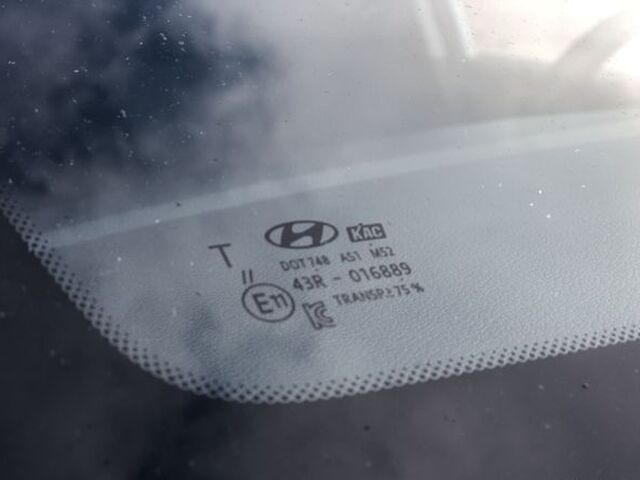 T KAC
DOT748 AS1 M52
43R - 016889
E11
TRANSP.≥75%